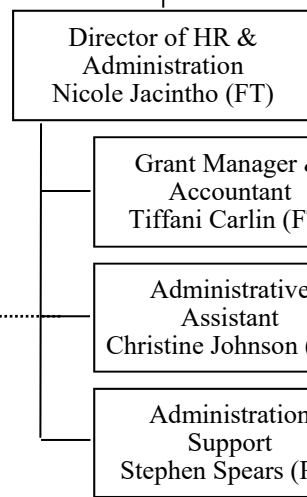 Director of HR &
Administration
Nicole Jacintho (FT)
Grant Manager
Accountant
Tiffani Carlin (F
Administrative
Assistant
Christine Johnson (
Administration
Support
Stephen Spears (P